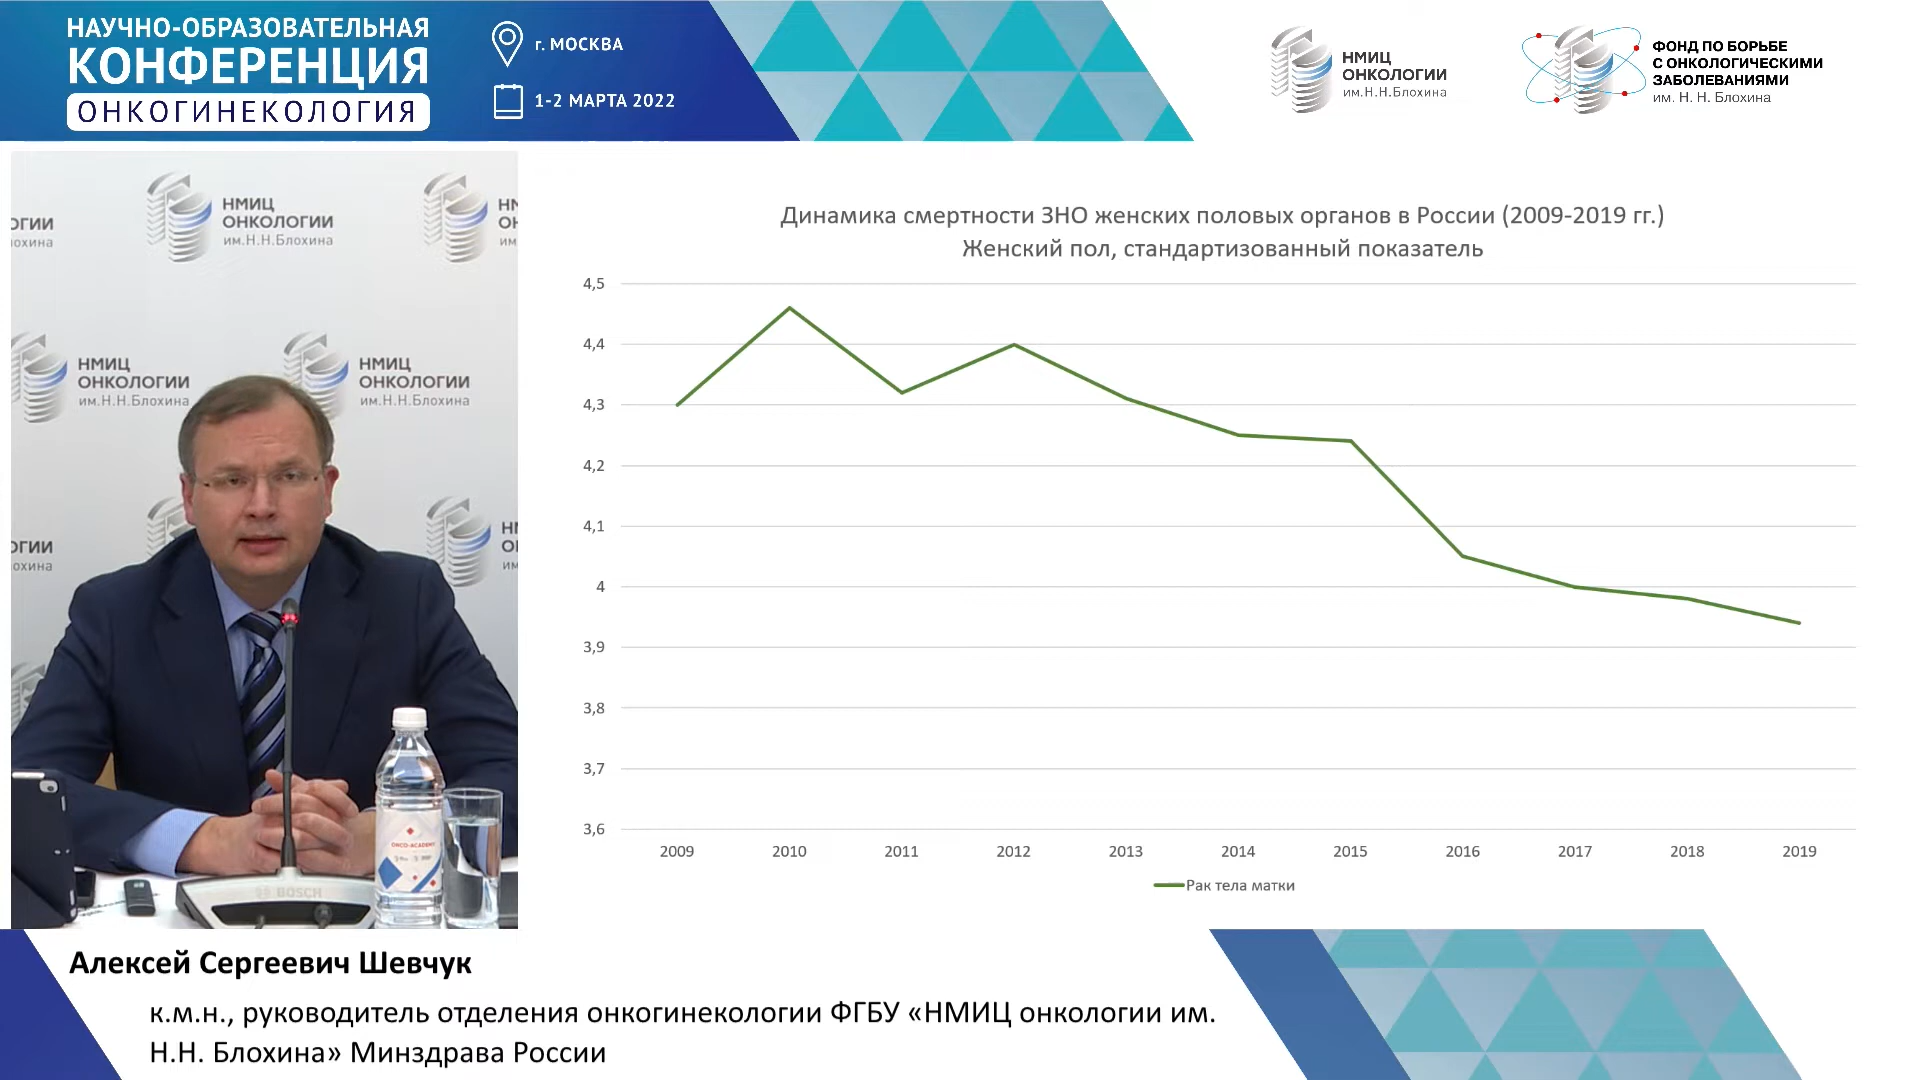 НАУЧНО-ОБРАЗОВАТЕЛЬНАЯ
КОНФЕРЕНЦИЯ
ОНКОГИНЕКОЛОГИЯ
г. МОСКВА
1-2 МАРТА 2022
НМИЦ
ОНКОЛОГИИ
им.Н.Н.Блохина
ФОНД ПО БОРЬБЕ
С ОНКОЛОГИЧЕСКИМИ
ЗАБОЛЕВАНИЯМИ
им. Н. Н. Блохина
НМИЦ
ОНКОЛОГИИ
им.Н.Н.Блохина
НМИЦ
ОНКОЛОГИИ
им.Н.Н.Блохина
НМИЦ
ОНКОЛОГИИ
им.Н.Н.Блохина
ONCO-ACADEMY
BOSCH
Динамика смертности ЗНО женских половых органов в России (2009-2019 гг.)
Женский пол, стандартизованный показатель
4,5
4,4
4,3
4,2
4,1
4
3,9
3,8
3,7
3,6
2009 2010 2011 2012 2013 2014 2015 2016 2017 2018 2019
Рак тела матки
Алексей Сергеевич Шевчук
к.м.н., руководитель отделения онкогинекологии ФГБУ «НМИЦ онкологии им.
Н.Н. Блохина» Минздрава России